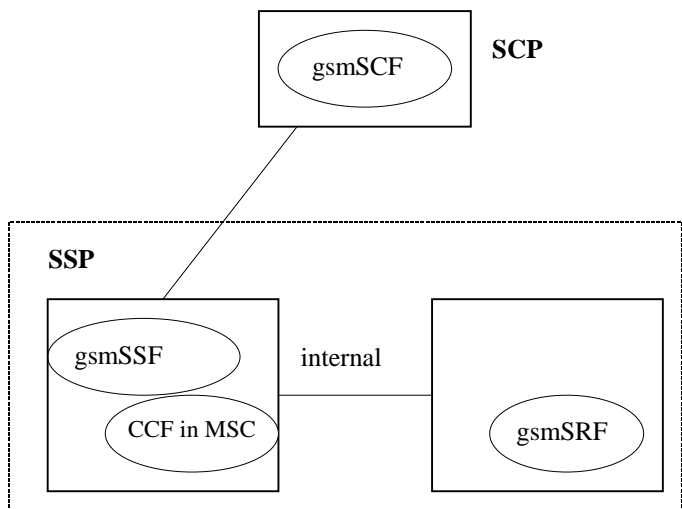 SCP
gsmSCF
SSP
gsmSSF
internal
CCF in MSC
gsmSRF